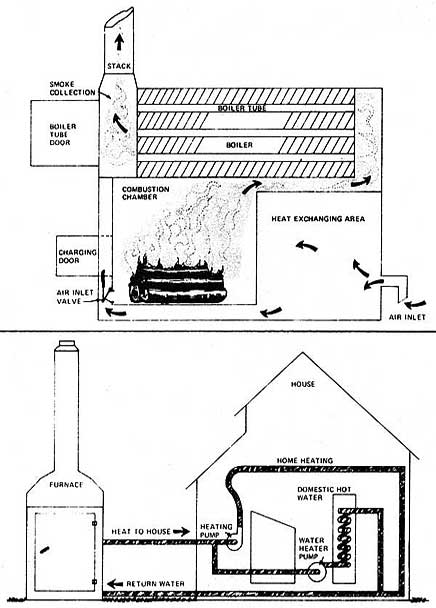 STACK
SMOKE
COLLECTION
BOILER TUBE
BOILER
TUBE
DOOR
BOILER
COMBUSTION
CHAMBER
HEAT EXCHANGING AREA
CHARGING
DOOR
AIR INLET
VALVE
AIR INLET
HOUSE
HOME HEATING
FURNACE
DOMESTIC HOT
WATER
HEAT TO HOUSE
HEATING
PUMP
WATER
HEATER
PUMP
RETURN WATER